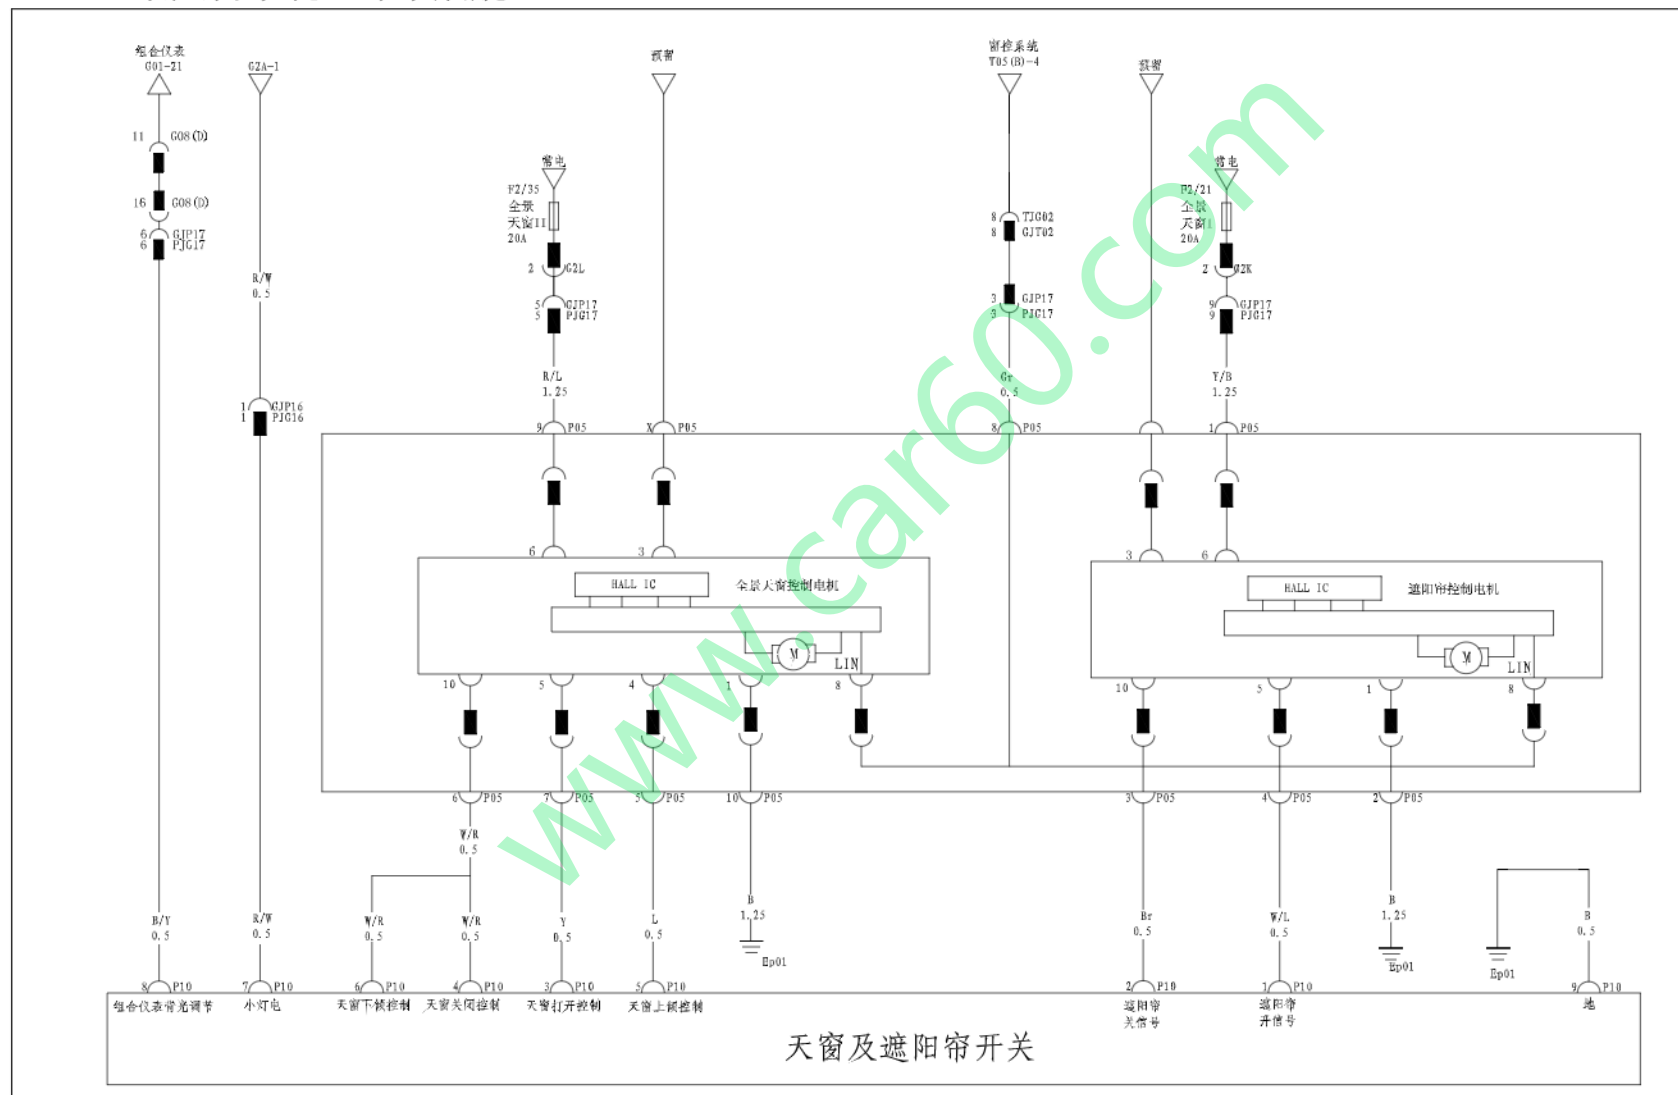 组合仪表
G01-21
G2A-1
预留
窗控系统
T05(B)-4
预留
11 G08(D)
16 G08(D)
6 GJP17
6 PJG17
R/W
0.5
1 GJP16
1 PJG16
常电
F2/35
全景
天窗II
20A
2 G2L
5 GJP17
5 PJG17
R/L
1.25
8 TJG02
8 GJT02
3 GJP17
3 PJG17
Gr
0.5
常电
F2/21
全景
天窗I
20A
2 G2K
9 GJP17
9 PJG17
Y/B
1.25
9 P05
X P05
8 P05
1 P05
6
3
3
6
HALL IC
全景天窗控制电机
M
LIN
HALL IC
遮阳帘控制电机
M
LIN
10
5
4
1
8
10
5
1
8
6 P05
7 P05
5 P05
10 P05
3 P05
4 P05
2 P05
W/R
0.5
B/Y
0.5
R/W
0.5
W/R
0.5
W/R
0.5
Y
0.5
L
0.5
B
1.25
Ep01
Br
0.5
W/L
0.5
B
1.25
Ep01
Ep01
B
0.5
8 P10
7 P10
6 P10
4 P10
3 P10
5 P10
2 P10
1 P10
9 P10
组合仪表背光调节
小灯电
天窗下倾控制
天窗关闭控制
天窗打开控制
天窗上倾控制
遮阳帘
关信号
遮阳帘
开信号
地
天窗及遮阳帘开关
www.car60.com